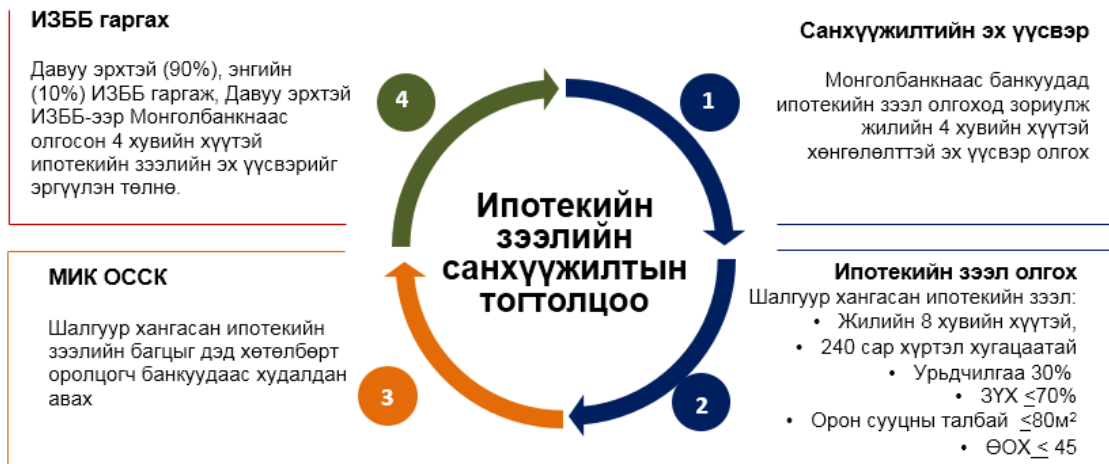 ИЗББ гаргах
Давуу эрхтэй (90%), энгийн
(10%) ИЗББ гаргаж, Давуу эрхтэй
ИЗББ-ээр Монголбанкнаас
олгосон 4 хувийн хүүтэй
ипотекийн зээлийн эх үүсвэрийг
эргүүлэн төлнө.
4
1
Санхүүжилтийн эх үүсвэр
Монголбанкнаас банкуудад
ипотекийн зээл олгоход зориулж
жилийн 4 хувийн хүүтэй
хөнгөлөлттэй эх үүсвэр олгох
Ипотекийн
зээлийн
санхүүжилтын
тогтолцоо
МИК ОССК
Шалгуур хангасан ипотекийн
зээлийн багцыг дэд хөтөлбөрт
оролцогч банкуудаас худалдан
авах
3
2
Ипотекийн зээл олгох
Шалгуур хангасан ипотекийн зээл:
• Жилийн 8 хувийн хүүтэй,
• 240 сар хүртэл хугацаатай
• Урьдчилгаа 30%
• ЗҮХ ≤70%
• Орон сууцны талбай ≤80м²
• ӨОХ ≤ 45